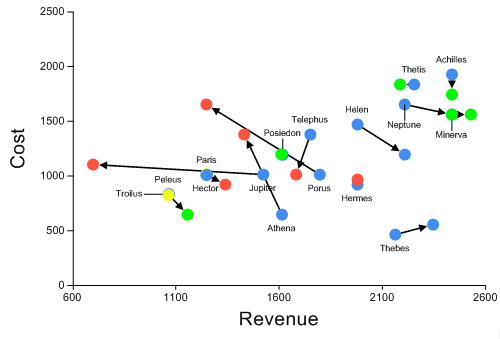 2500
2000
1500
1000
500
0
Cost
Achilles
Thetis
Helen
Neptune
Minerva
Telephus
Posiedon
Paris
Peleus
Troilus
Hector
Jupiter
Porus
Hermes
Athena
Thebes
600
1100
1600
2100
2600
Revenue